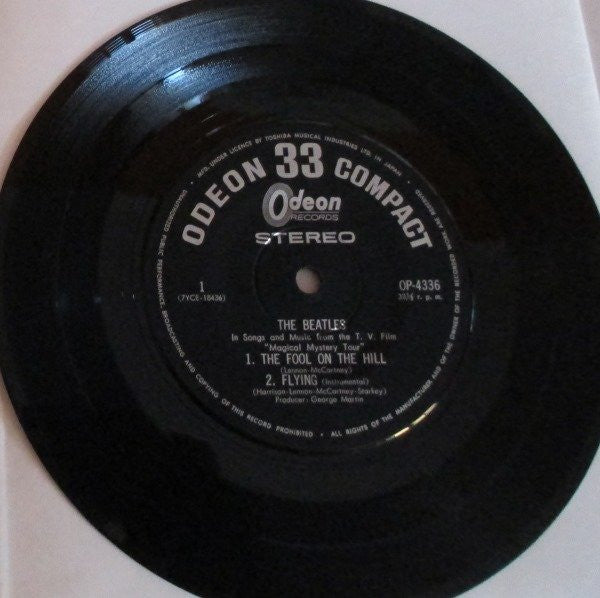 MFD. UNDER LICENCE BY TOSHIBA MUSICAL INDUSTRIES LTD. IN JAPAN
ODEON 33 COMPACT
Odeon
RECORDS
STEREO
1
(7YCE-18436)
OP-4336
33⅓ r. p. m.
THE BEATLES
In Songs and Music from the T. V. Film
"Magical Mystery Tour"
1. THE FOOL ON THE HILL
(Lennon-McCartney)
2. FLYING (Instrumental)
(Harrison-Lennon-McCartney-Starkey)
Producer: George Martin
UNAUTHORIZED PUBLIC PERFORMANCE, BROADCASTING AND COPYING OF THIS RECORD PROHIBITED • ALL RIGHTS OF THE MANUFACTURER AND OF THE OWNER OF THE RECORDED WORK ARE RESERVED